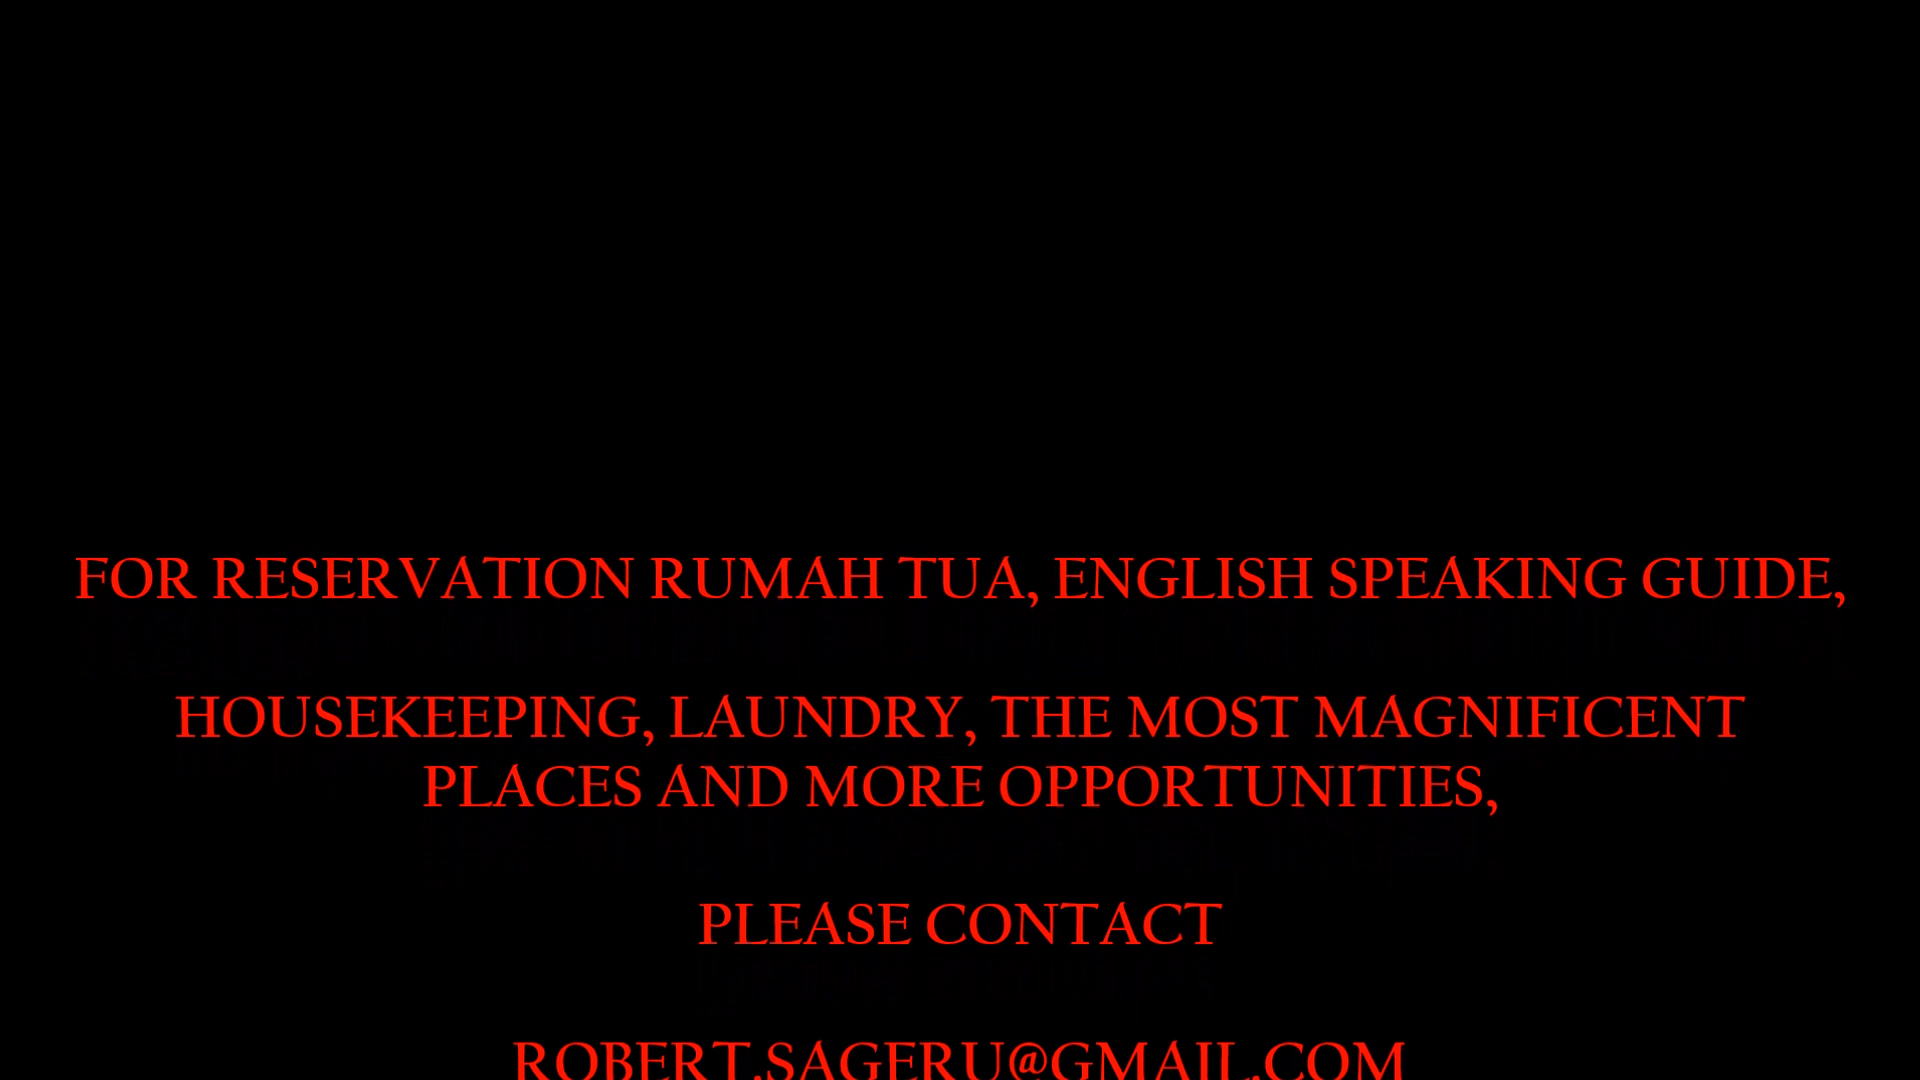 FOR RESERVATION RUMAH TUA, ENGLISH SPEAKING GUIDE,
HOUSEKEEPING, LAUNDRY, THE MOST MAGNIFICENT
PLACES AND MORE OPPORTUNITIES,
PLEASE CONTACT
ROBERT.SAGERU@GMAIL.COM